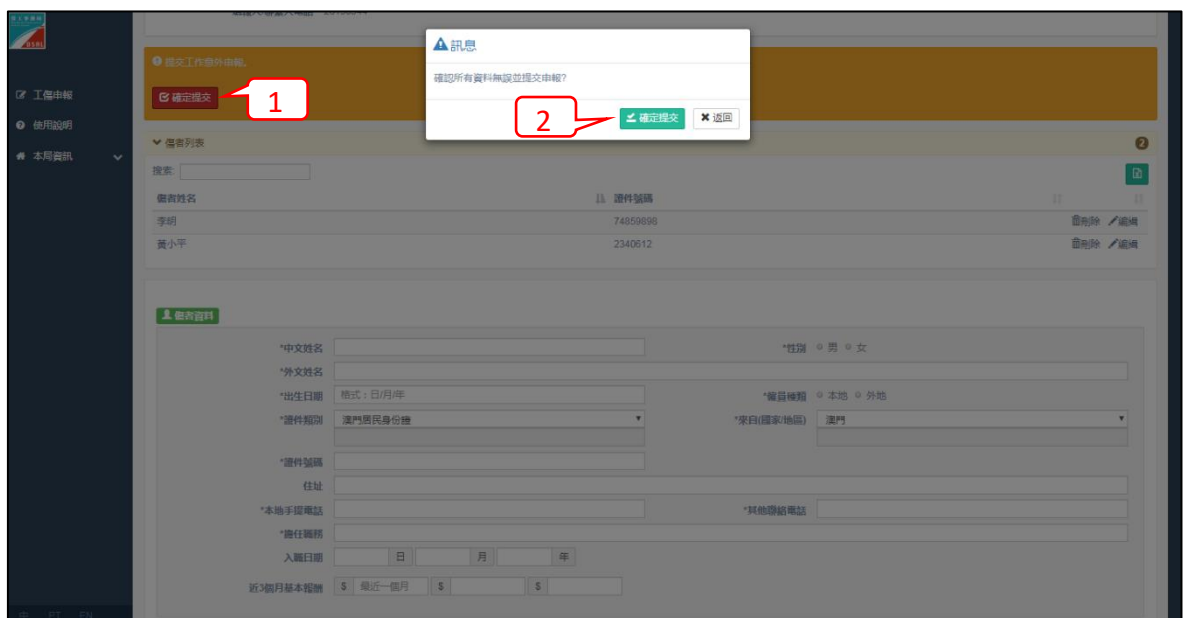 訊息
確認所有資料無誤並提交申報?
確定提交 返回
提交工作意外申報。
確定提交
1
2
工傷申報
使用說明
本局資訊
傷者列表 2
搜索:
傷者姓名 證件號碼
李明 74859696 刪除 編輯
黃小平 2340612 刪除 編輯
傷者資料
*中文姓名 *性別 男 女
*外文姓名
*出生日期 格式：日/月/年 *僱員種類 本地 外地
*證件類別 澳門居民身份證 *來自(國家/地區) 澳門
*證件號碼
住址
*本地手提電話 *其他聯絡電話
*擔任職務
入職日期 日 月 年
近3個月基本報酬 $ 最近一個月 $ $
中 PT EN